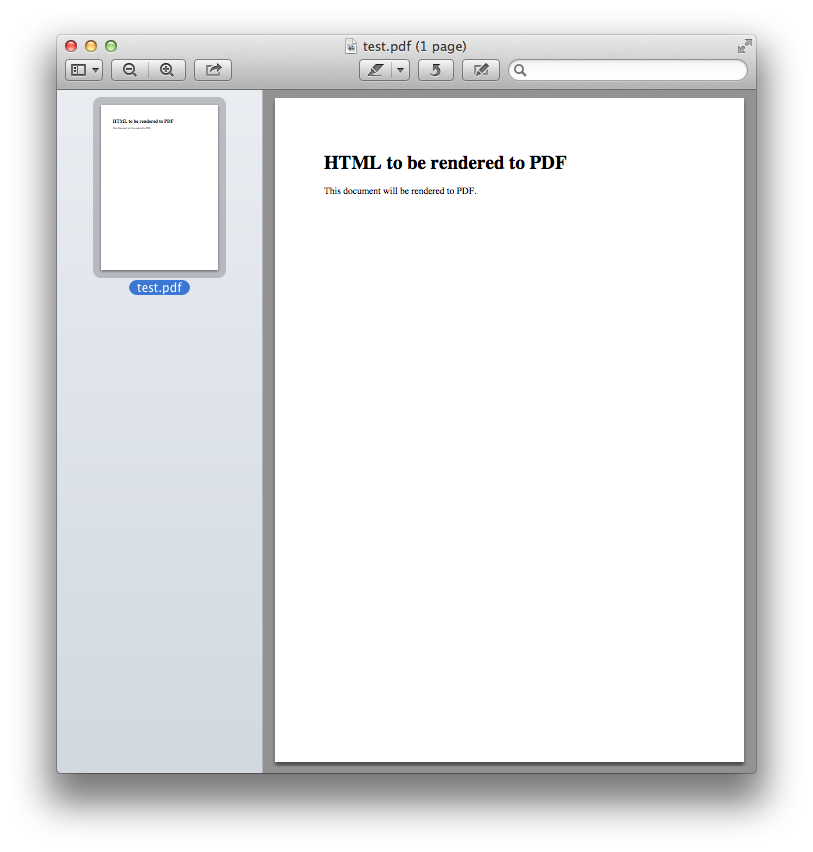 test.pdf (1 page)
HTML to be rendered to PDF
This document will be rendered to PDF.
test.pdf
HTML to be rendered to PDF
This document will be rendered to PDF.